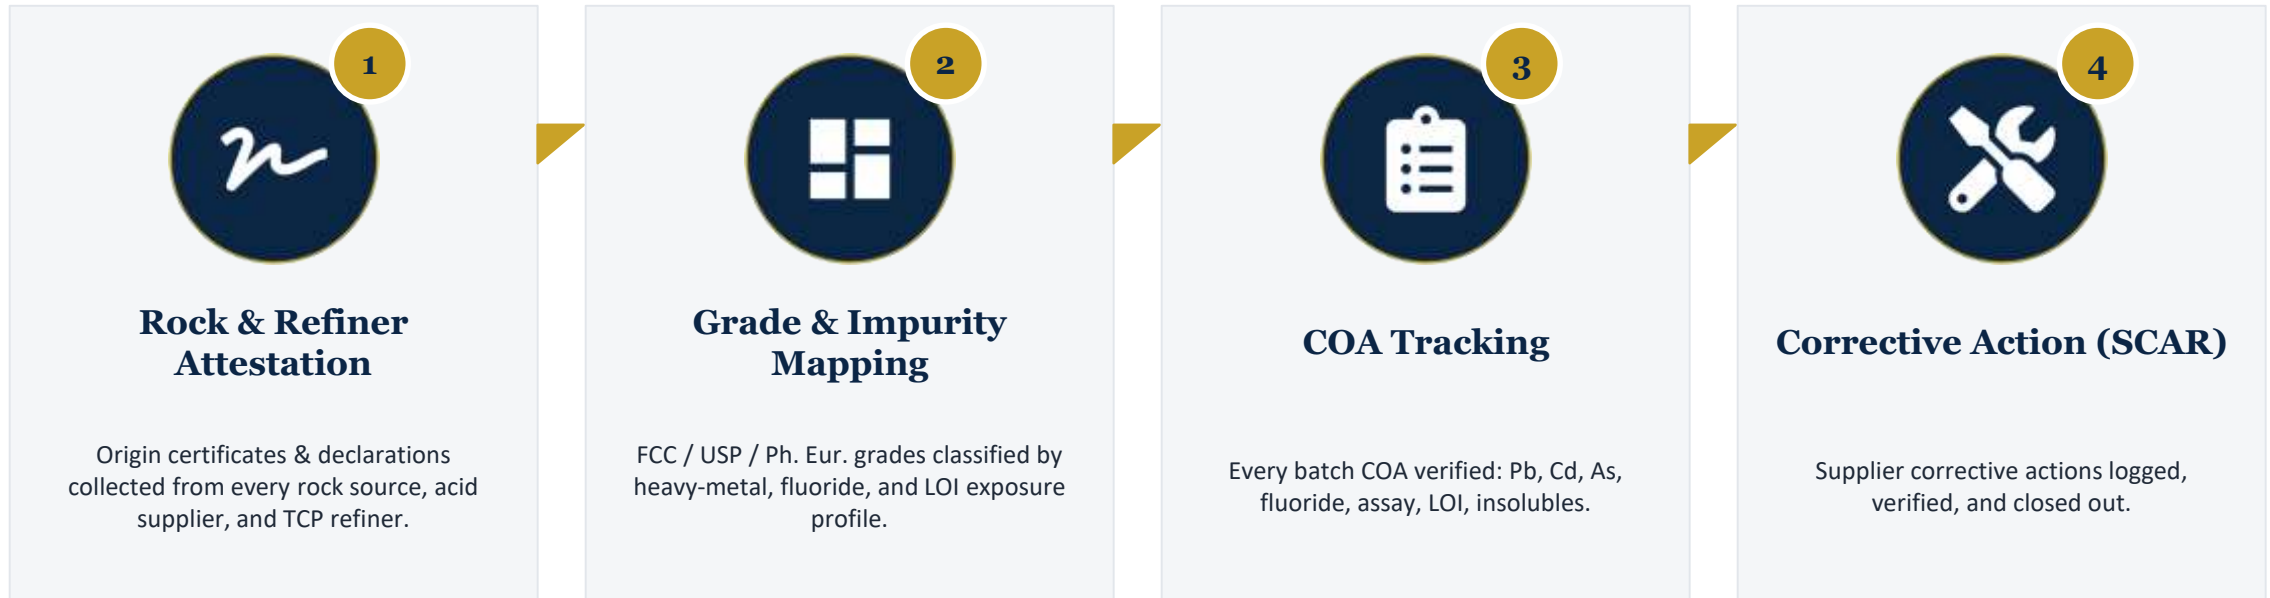 1
Rock & Refiner
Attestation
Origin certificates & declarations
collected from every rock source, acid
supplier, and TCP refiner.
2
Grade & Impurity
Mapping
FCC / USP / Ph. Eur. grades classified by
heavy-metal, fluoride, and LOI exposure
profile.
3
COA Tracking
Every batch COA verified: Pb, Cd, As,
fluoride, assay, LOI, insolubles.
4
Corrective Action (SCAR)
Supplier corrective actions logged,
verified, and closed out.